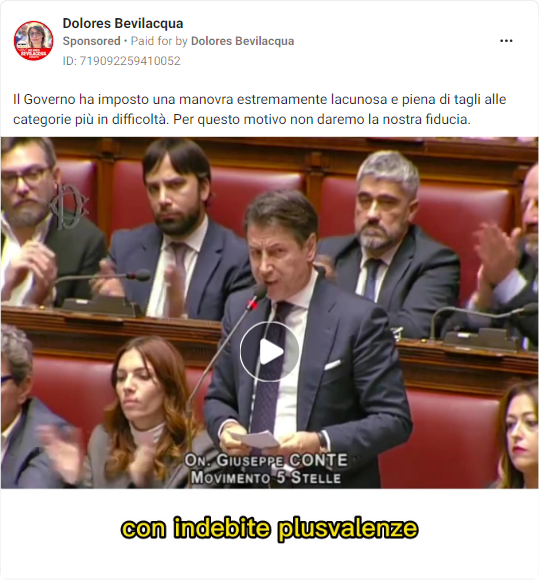 Dolores Bevilacqua
Sponsored • Paid for by Dolores Bevilacqua
ID: 719092259410052
Il Governo ha imposto una manovra estremamente lacunosa e piena di tagli alle
categorie più in difficoltà. Per questo motivo non daremo la nostra fiducia.
ON. GIUSEPPE CONTE
MOVIMENTO 5 STELLE
con indebite plusvalenze